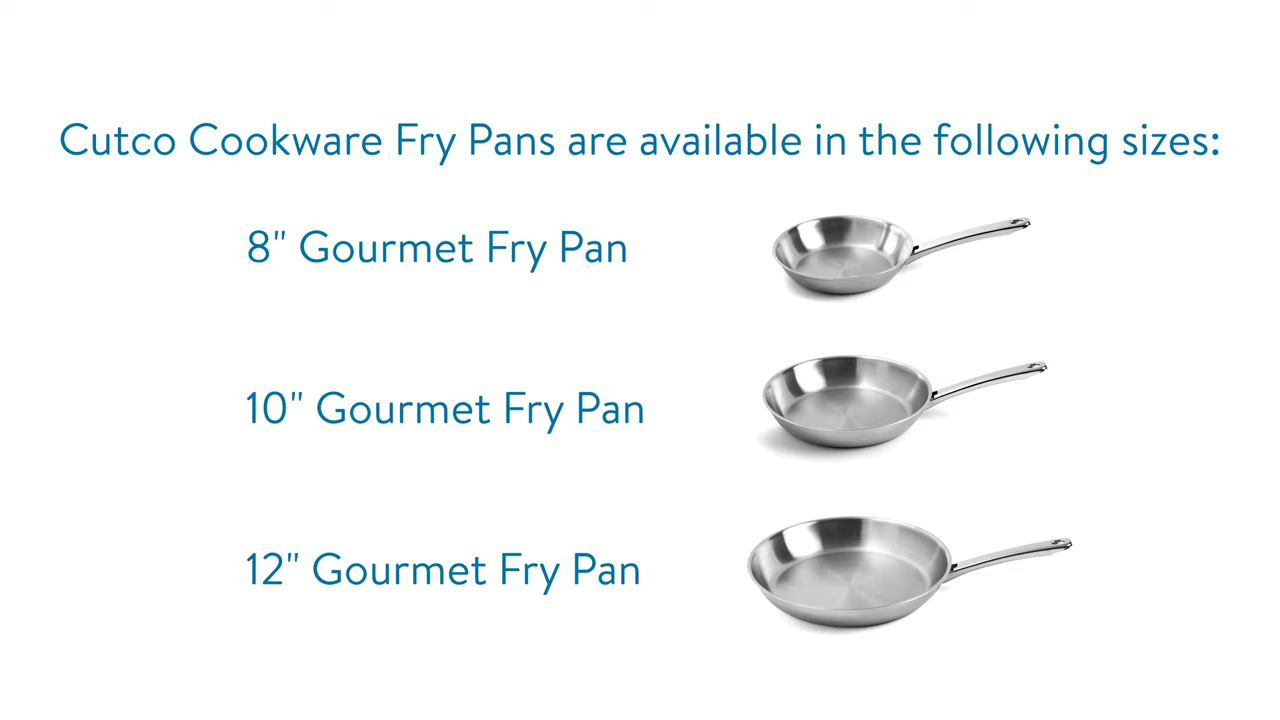 Cutco Cookware Fry Pans are available in the following sizes:
8" Gourmet Fry Pan
10" Gourmet Fry Pan
12" Gourmet Fry Pan